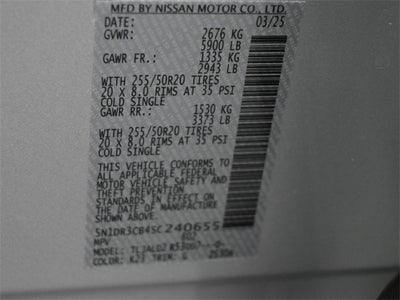 MFD BY NISSAN MOTOR CO., LTD.
DATE: 03/25
GVWR: 2676 KG
5900 LB
GAWR FR.: 1335 KG
2943 LB
WITH 255/50R20 TIRES
20 x 8.0 RIMS AT 35 PSI
COLD SINGLE
GAWR RR.: 1530 KG
3373 LB
WITH 255/50R20 TIRES
20 x 8.0 RIMS AT 35 PSI
COLD SINGLE
THIS VEHICLE CONFORMS TO
ALL APPLICABLE FEDERAL
MOTOR VEHICLE SAFETY AND
THEFT PREVENTION
STANDARDS IN EFFECT ON
THE DATE OF MANUFACTURE
SHOWN ABOVE.
5N1DR3CB4SC240655
MPV
MODEL:
COLOR: K23 TRIM: G